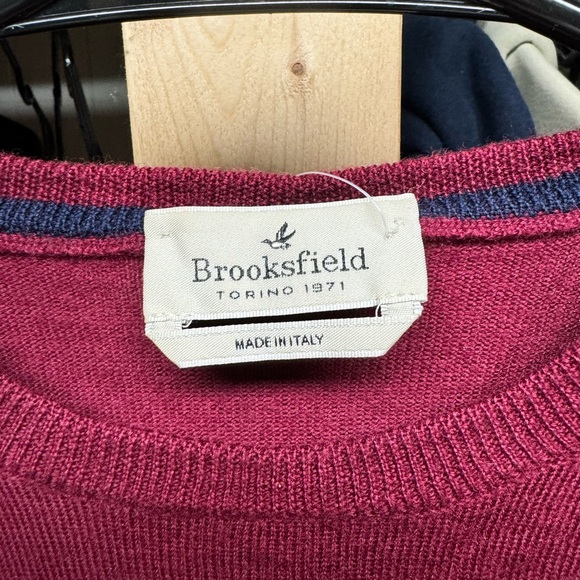 Brooksfield
TORINO 1971
MADE IN ITALY